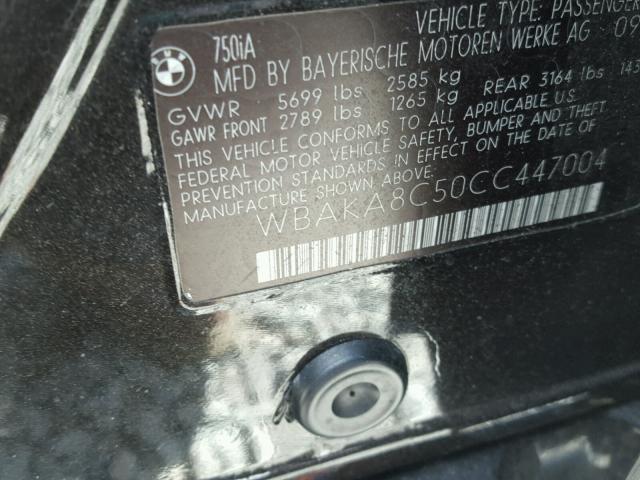 VEHICLE TYPE: PASSENGE
BMW
750iA
MFD BY BAYERISCHE MOTOREN WERKE AG
GVWR 5699 lbs 2585 kg
GAWR FRONT 2789 lbs 1265 kg REAR 3164 lbs 143
THIS VEHICLE CONFORMS TO ALL APPLICABLE U.S.
FEDERAL MOTOR VEHICLE SAFETY, BUMPER AND THEFT
PREVENTION STANDARDS IN EFFECT ON THE DATE OF
MANUFACTURE SHOWN ABOVE.
WBAKA8C50CC447004